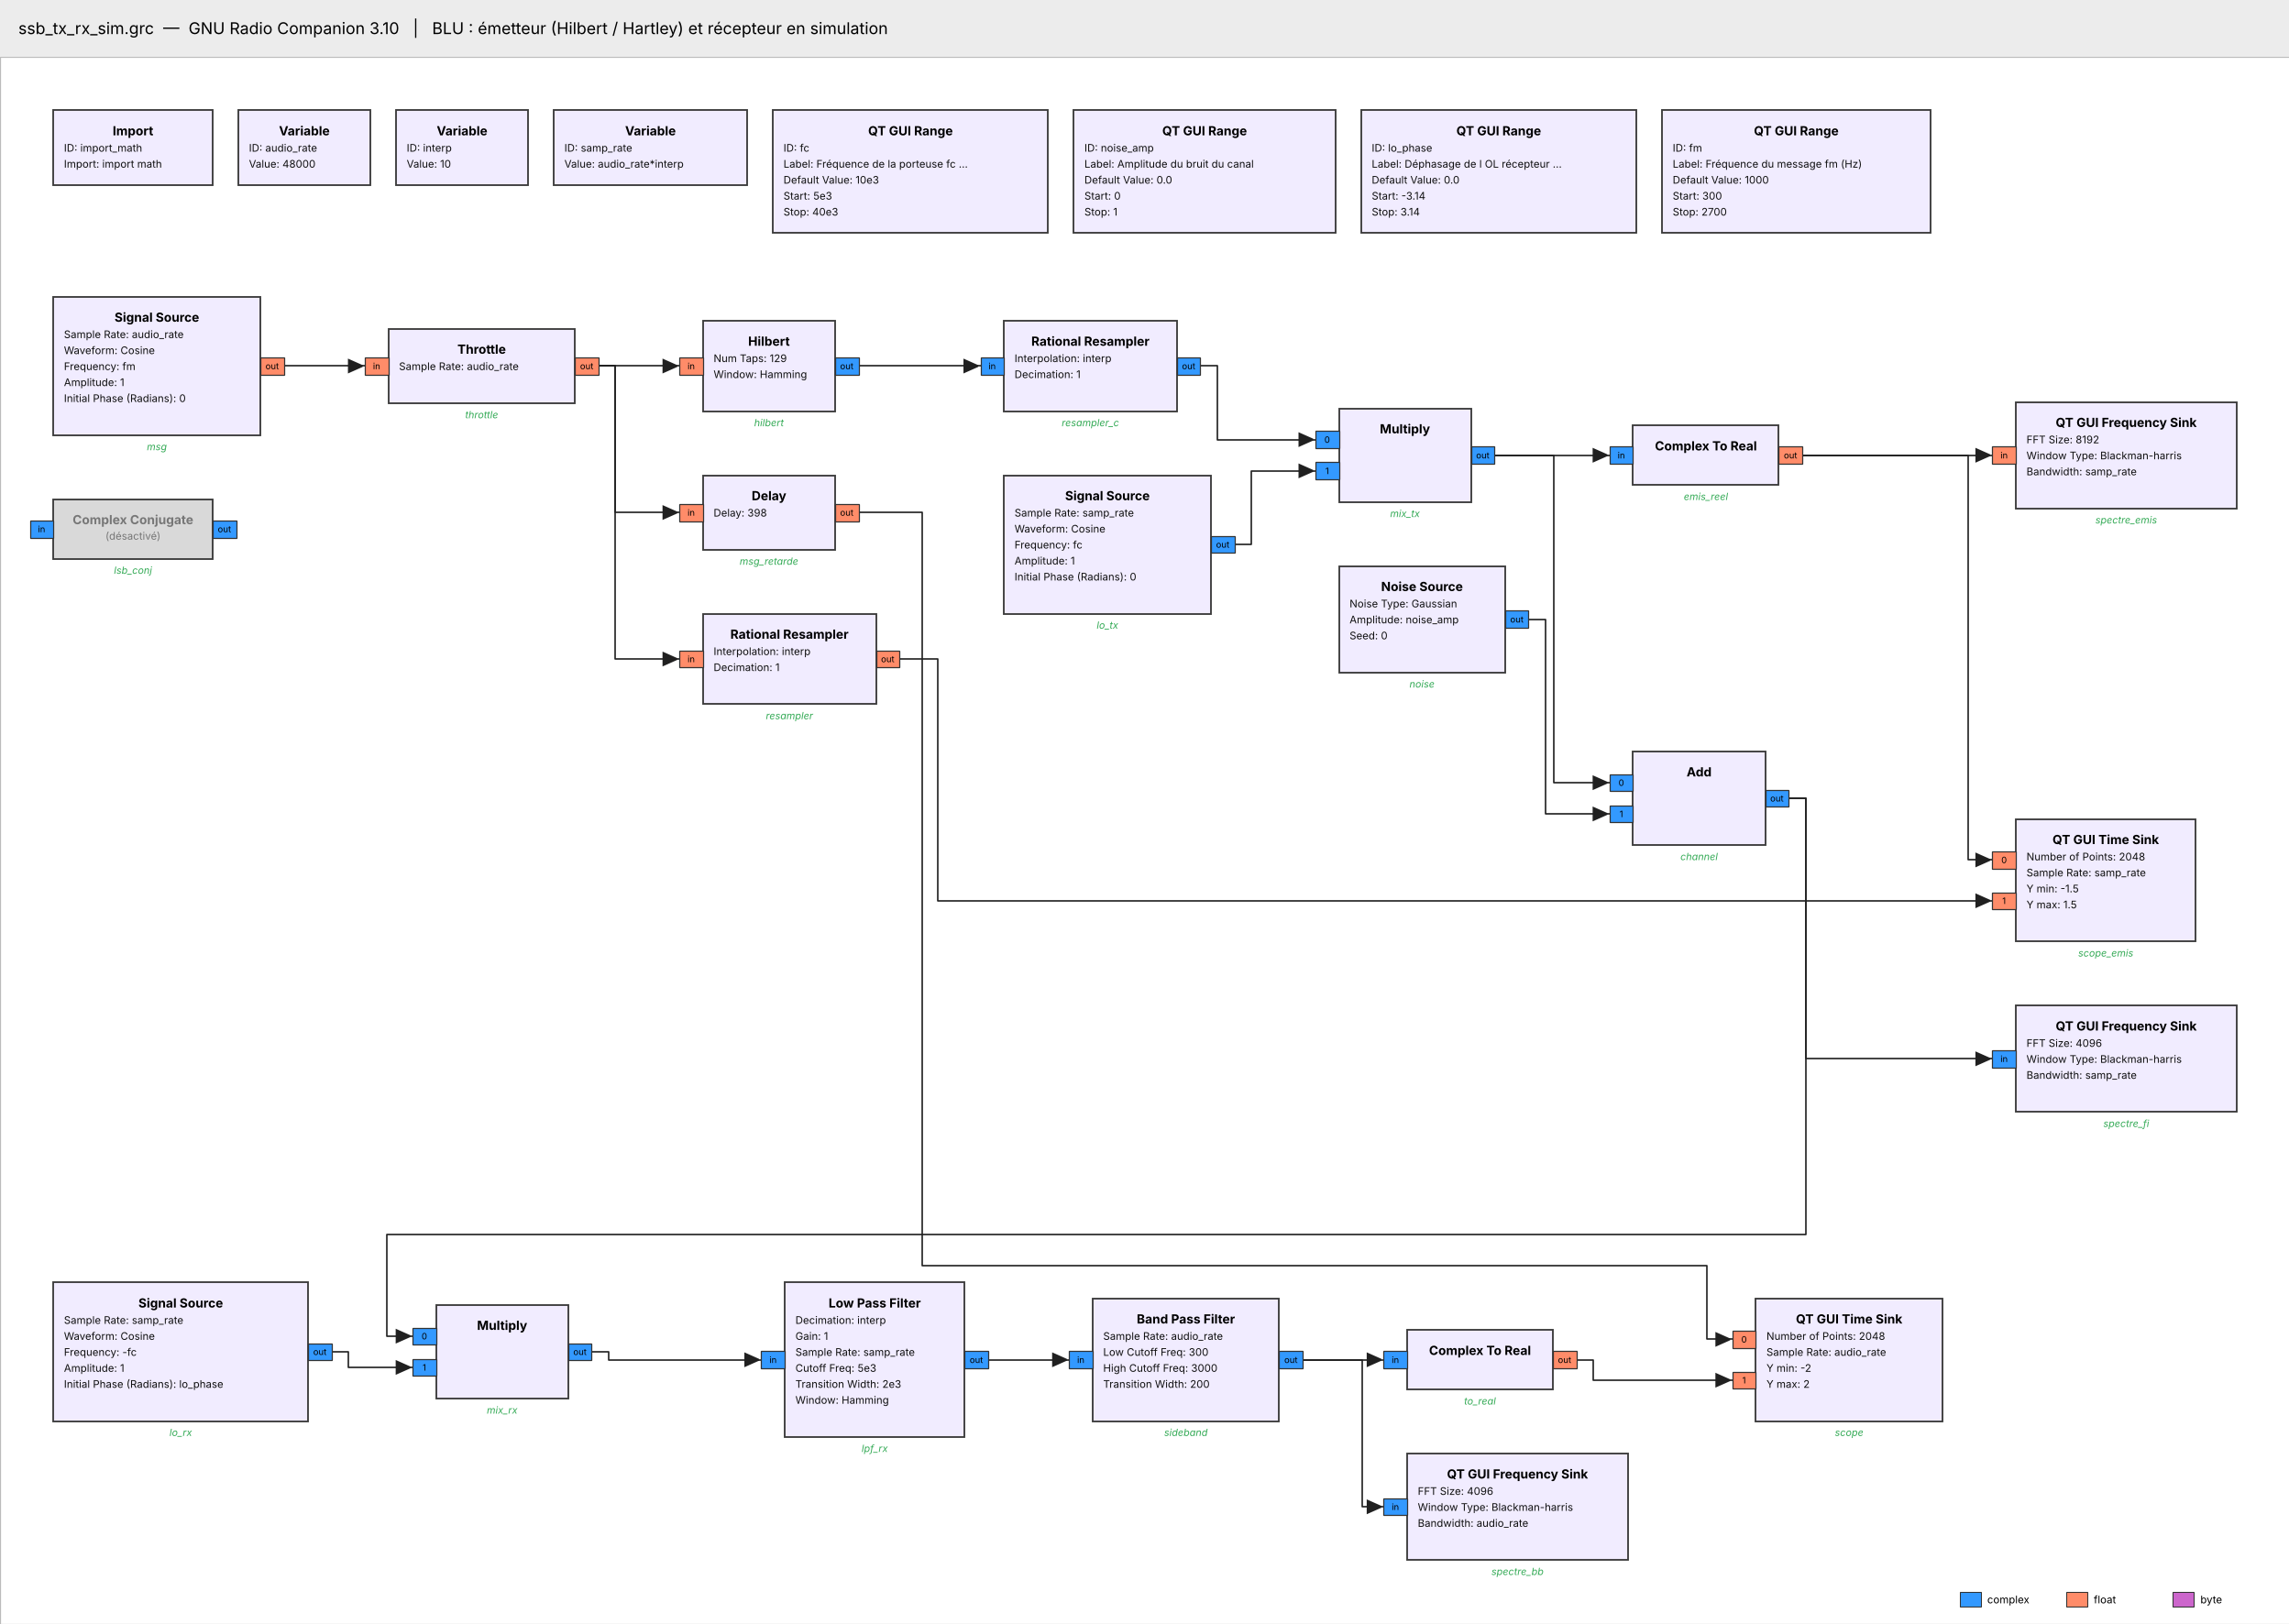 ssb_tx_rx_sim.grc — GNU Radio Companion 3.10 | BLU : émetteur (Hilbert / Hartley) et récepteur en simulation
Import
ID: import_math
Import: import math
Variable
ID: audio_rate
Value: 48000
Variable
ID: interp
Value: 10
Variable
ID: samp_rate
Value: audio_rate*interp
QT GUI Range
ID: fc
Label: Fréquence de la porteuse fc ...
Default Value: 10e3
Start: 5e3
Stop: 40e3
QT GUI Range
ID: noise_amp
Label: Amplitude du bruit du canal
Default Value: 0.0
Start: 0
Stop: 1
QT GUI Range
ID: lo_phase
Label: Déphasage de l OL récepteur ...
Default Value: 0.0
Start: -3.14
Stop: 3.14
QT GUI Range
ID: fm
Label: Fréquence du message fm (Hz)
Default Value: 1000
Start: 300
Stop: 2700
Signal Source
Sample Rate: audio_rate
Waveform: Cosine
Frequency: fm
Amplitude: 1
Initial Phase (Radians): 0
out
msg
in
Throttle
Sample Rate: audio_rate
out
throttle
in
Hilbert
Num Taps: 129
Window: Hamming
out
hilbert
in
Rational Resampler
Interpolation: interp
Decimation: 1
out
resampler_c
0
1
Multiply
out
mix_tx
in
Complex To Real
out
emis_reel
in
QT GUI Frequency Sink
FFT Size: 8192
Window Type: Blackman-harris
Bandwidth: samp_rate
spectre_emis
in
Complex Conjugate
(désactivé)
out
lsb_conj
in
Delay
Delay: 398
out
msg_retarde
Signal Source
Sample Rate: samp_rate
Waveform: Cosine
Frequency: fc
Amplitude: 1
Initial Phase (Radians): 0
out
lo_tx
Noise Source
Noise Type: Gaussian
Amplitude: noise_amp
Seed: 0
out
noise
in
Rational Resampler
Interpolation: interp
Decimation: 1
out
resampler
0
1
Add
out
channel
0
1
QT GUI Time Sink
Number of Points: 2048
Sample Rate: samp_rate
Y min: -1.5
Y max: 1.5
scope_emis
in
QT GUI Frequency Sink
FFT Size: 4096
Window Type: Blackman-harris
Bandwidth: samp_rate
spectre_fi
Signal Source
Sample Rate: samp_rate
Waveform: Cosine
Frequency: -fc
Amplitude: 1
Initial Phase (Radians): lo_phase
out
lo_rx
0
1
Multiply
out
mix_rx
in
Low Pass Filter
Decimation: interp
Gain: 1
Sample Rate: samp_rate
Cutoff Freq: 5e3
Transition Width: 2e3
Window: Hamming
out
lpf_rx
in
Band Pass Filter
Sample Rate: audio_rate
Low Cutoff Freq: 300
High Cutoff Freq: 3000
Transition Width: 200
out
sideband
in
Complex To Real
out
to_real
0
1
QT GUI Time Sink
Number of Points: 2048
Sample Rate: audio_rate
Y min: -2
Y max: 2
scope
in
QT GUI Frequency Sink
FFT Size: 4096
Window Type: Blackman-harris
Bandwidth: audio_rate
spectre_bb
complex
float
byte